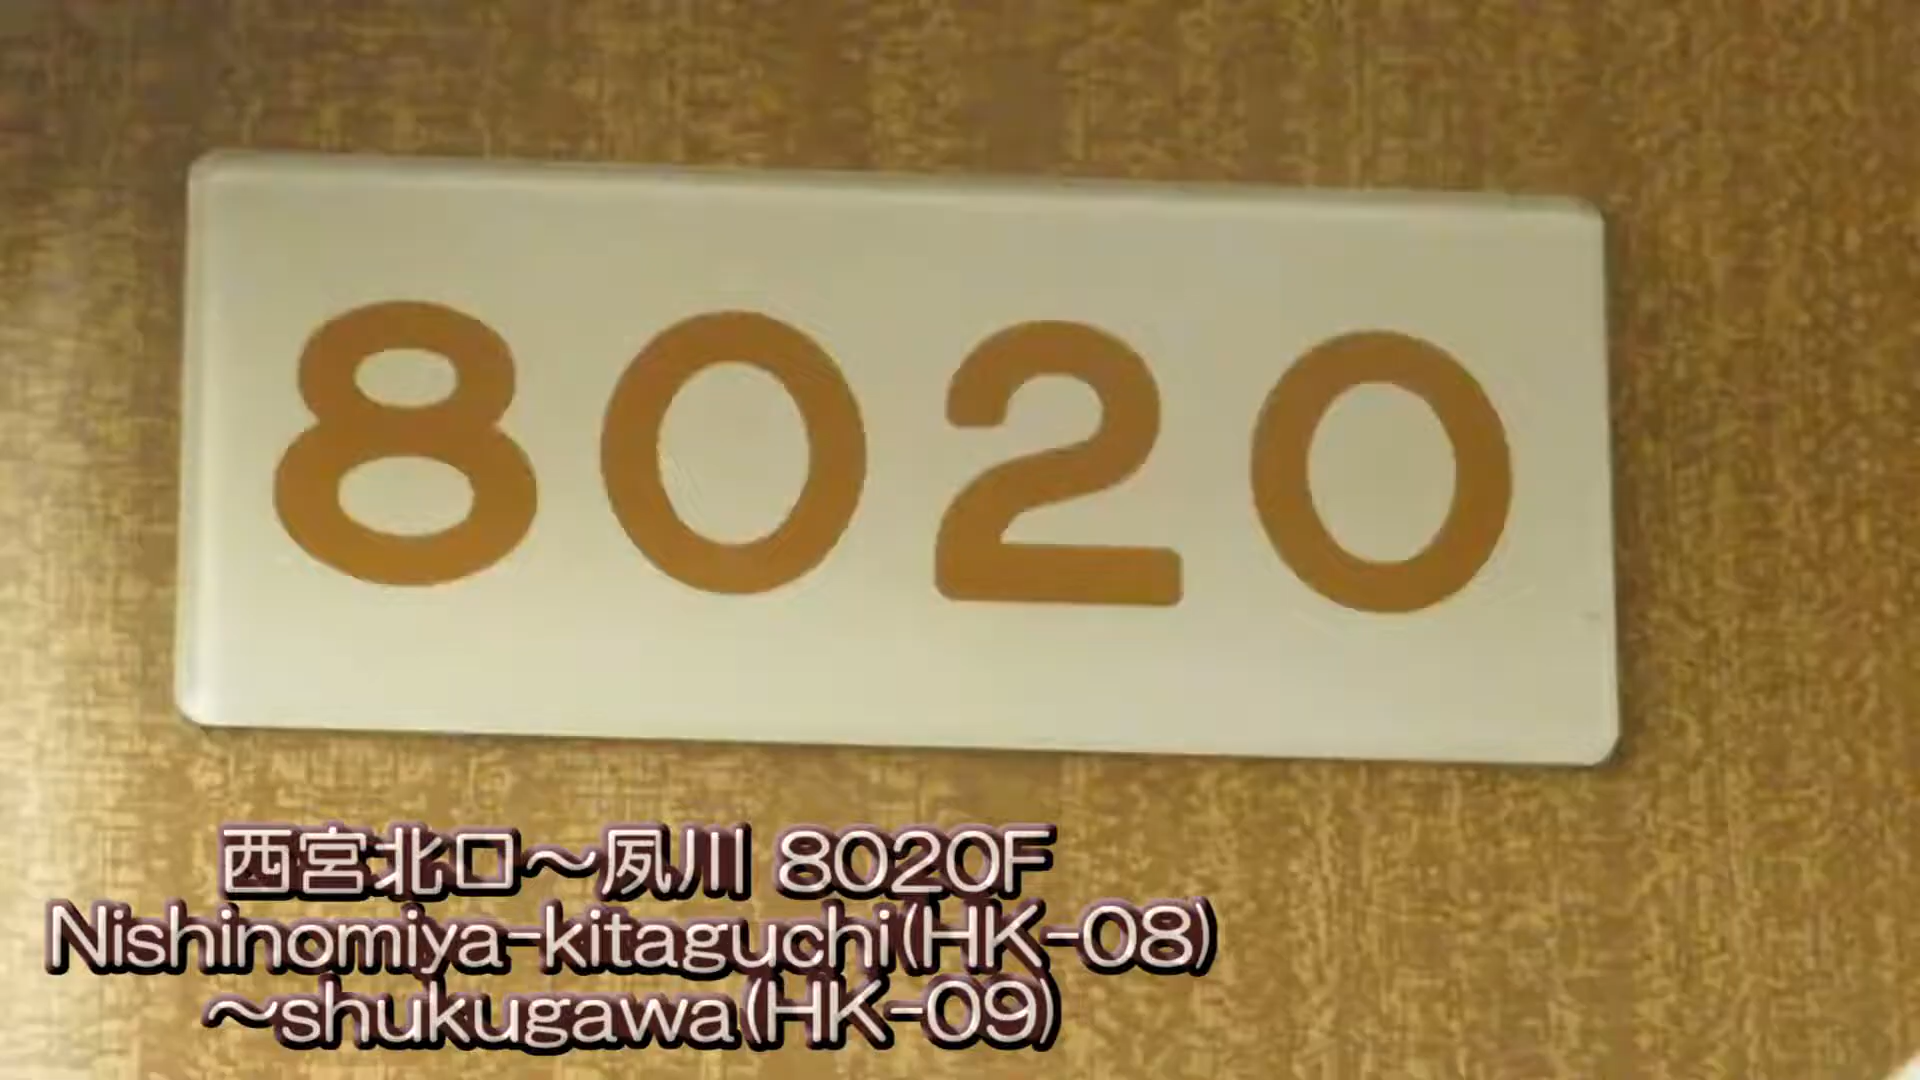 8020
西宮北口〜夙川 8020F
Nishinomiya-kitaguchi(HK-08)
〜shukugawa(HK-09)